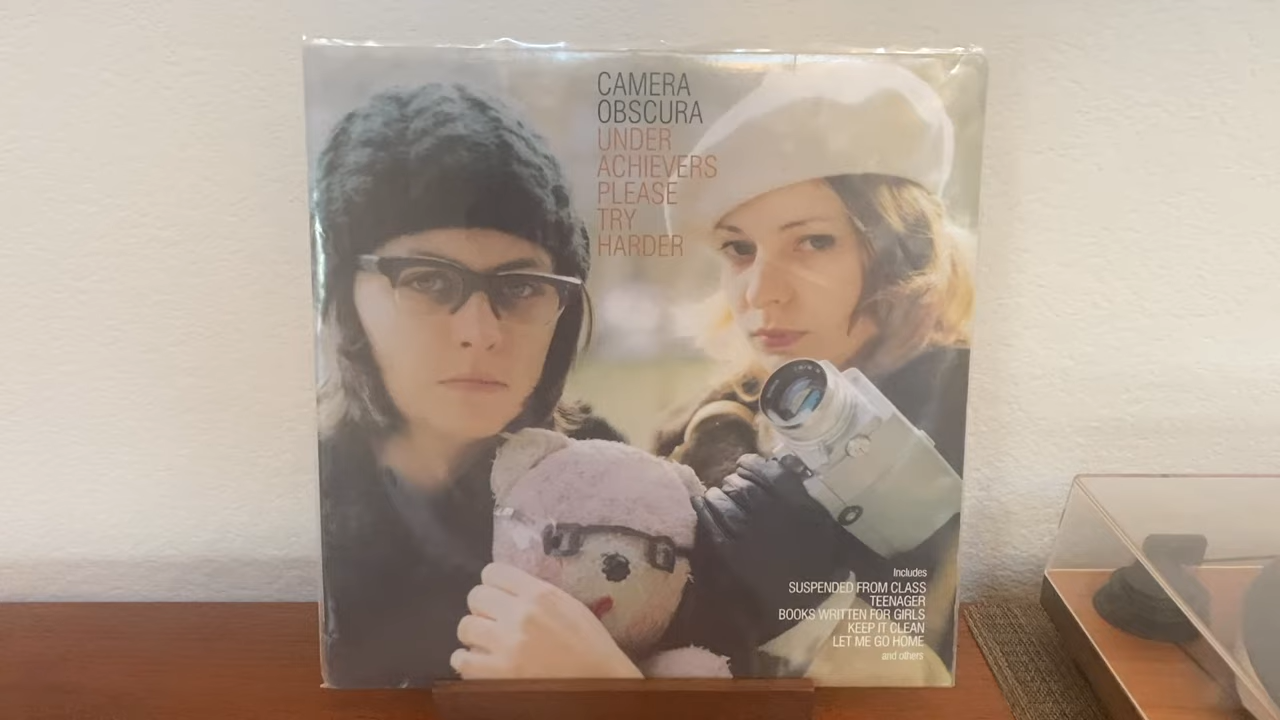 CAMERA
OBSCURA
UNDER
ACHIEVERS
PLEASE
TRY
HARDER
Includes
SUSPENDED FROM CLASS
TEENAGER
BOOKS WRITTEN FOR GIRLS
KEEP IT CLEAN
LET ME GO HOME
and others